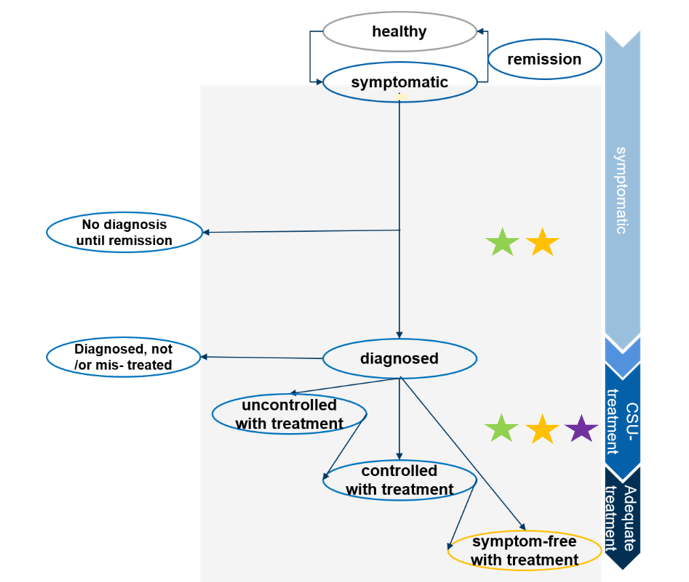 healthy
remission
symptomatic
symptomatic
No diagnosis
until remission
Diagnosed, not
/or mis- treated
diagnosed
uncontrolled
with treatment
CSU-
treatment
controlled
with treatment
Adequate
treatment
symptom-free
with treatment